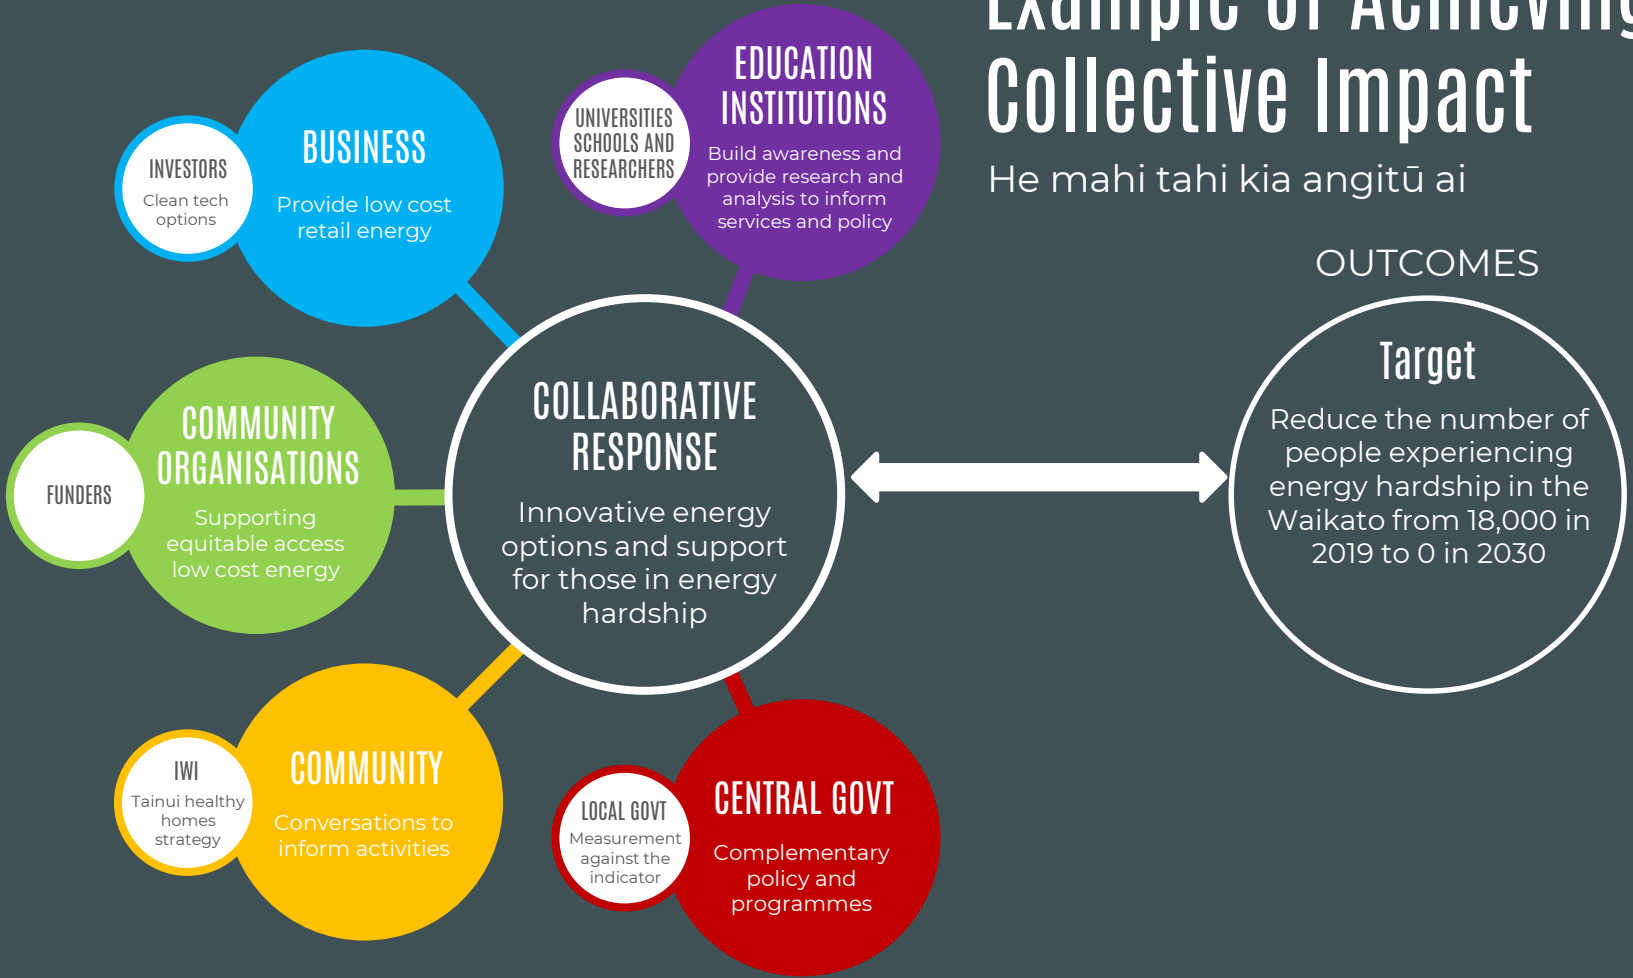 Example of Achieving
Collective Impact
He mahi tahi kia angitū ai
EDUCATION
INSTITUTIONS
Build awareness and
provide research and
analysis to inform
services and policy
UNIVERSITIES
SCHOOLS AND
RESEARCHERS
BUSINESS
Provide low cost
retail energy
INVESTORS
Clean tech
options
COMMUNITY
ORGANISATIONS
Supporting
equitable access
low cost energy
FUNDERS
COLLABORATIVE
RESPONSE
Innovative energy
options and support
for those in energy
hardship
OUTCOMES
Target
Reduce the number of
people experiencing
energy hardship in the
Waikato from 18,000 in
2019 to 0 in 2030
COMMUNITY
Conversations to
inform activities
IWI
Tainui healthy
homes
strategy
CENTRAL GOVT
Complementary
policy and
programmes
LOCAL GOVT
Measurement
against the
indicator